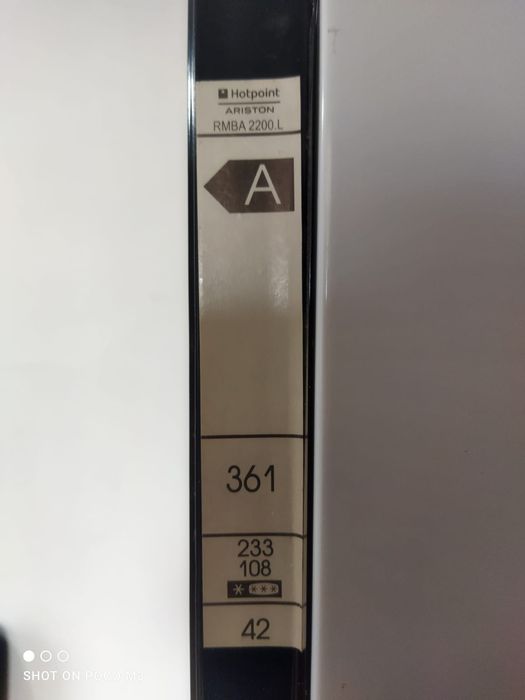 Hotpoint
ARISTON
RMBA 2200.L
A
361
233
108
42
SHOT ON POCO M3